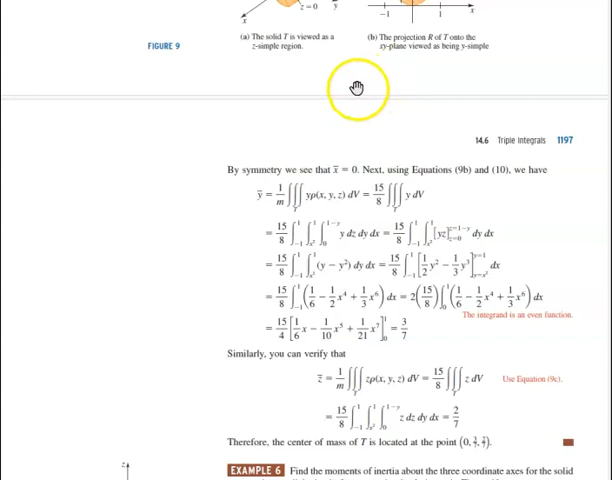 z=0 y
x
−1 1 x
(a) The solid T is viewed as a z-simple region.
(b) The projection R of T onto the xy-plane viewed as being y-simple
FIGURE 9
14.6 Triple Integrals 1197
By symmetry we see that x̄ = 0. Next, using Equations (9b) and (10), we have
ȳ = 1/m ∭_T yρ(x, y, z) dV = 15/8 ∭_T y dV
= 15/8 ∫_{−1}^{1} ∫_{x²}^{1} ∫_0^{1−y} y dz dy dx = 15/8 ∫_{−1}^{1} ∫_{x²}^{1} [yz]_{z=0}^{z=1−y} dy dx
= 15/8 ∫_{−1}^{1} ∫_{x²}^{1} (y − y²) dy dx = 15/8 ∫_{−1}^{1} [1/2 y² − 1/3 y³]_{y=x²}^{y=1} dx
= 15/8 ∫_{−1}^{1} (1/6 − 1/2 x⁴ + 1/3 x⁶) dx = 2(15/8) ∫_0^1 (1/6 − 1/2 x⁴ + 1/3 x⁶) dx
The integrand is an even function.
= 15/4 [1/6 x − 1/10 x⁵ + 1/21 x⁷]_0^1 = 3/7
Similarly, you can verify that
z̄ = 1/m ∭_T zρ(x, y, z) dV = 15/8 ∭_T z dV Use Equation (9c).
= 15/8 ∫_{−1}^{1} ∫_{x²}^{1} ∫_0^{1−y} z dz dy dx = 2/7
Therefore, the center of mass of T is located at the point (0, 3/7, 2/7).
z
EXAMPLE 6 Find the moments of inertia about the three coordinate axes for the solid